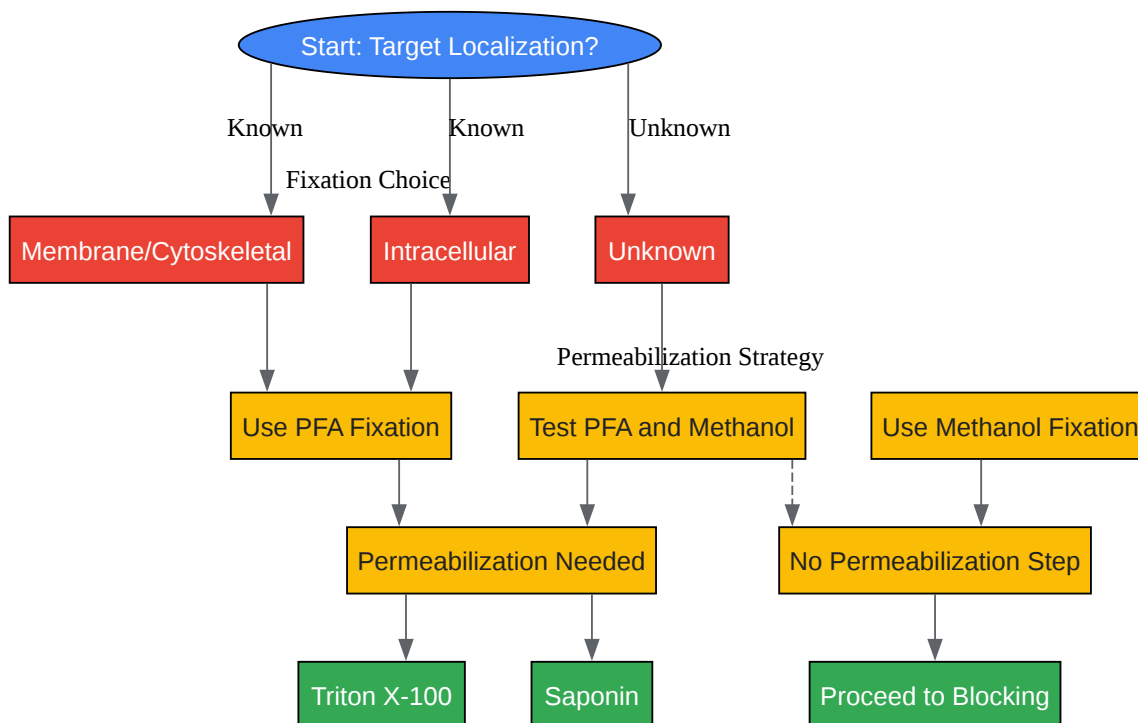 Start: Target Localization?
Known
Known
Unknown
Fixation Choice
Membrane/Cytoskeletal
Intracellular
Unknown
Permeabilization Strategy
Use PFA Fixation
Test PFA and Methanol
Use Methanol Fixation
Permeabilization Needed
No Permeabilization Step
Triton X-100
Saponin
Proceed to Blocking